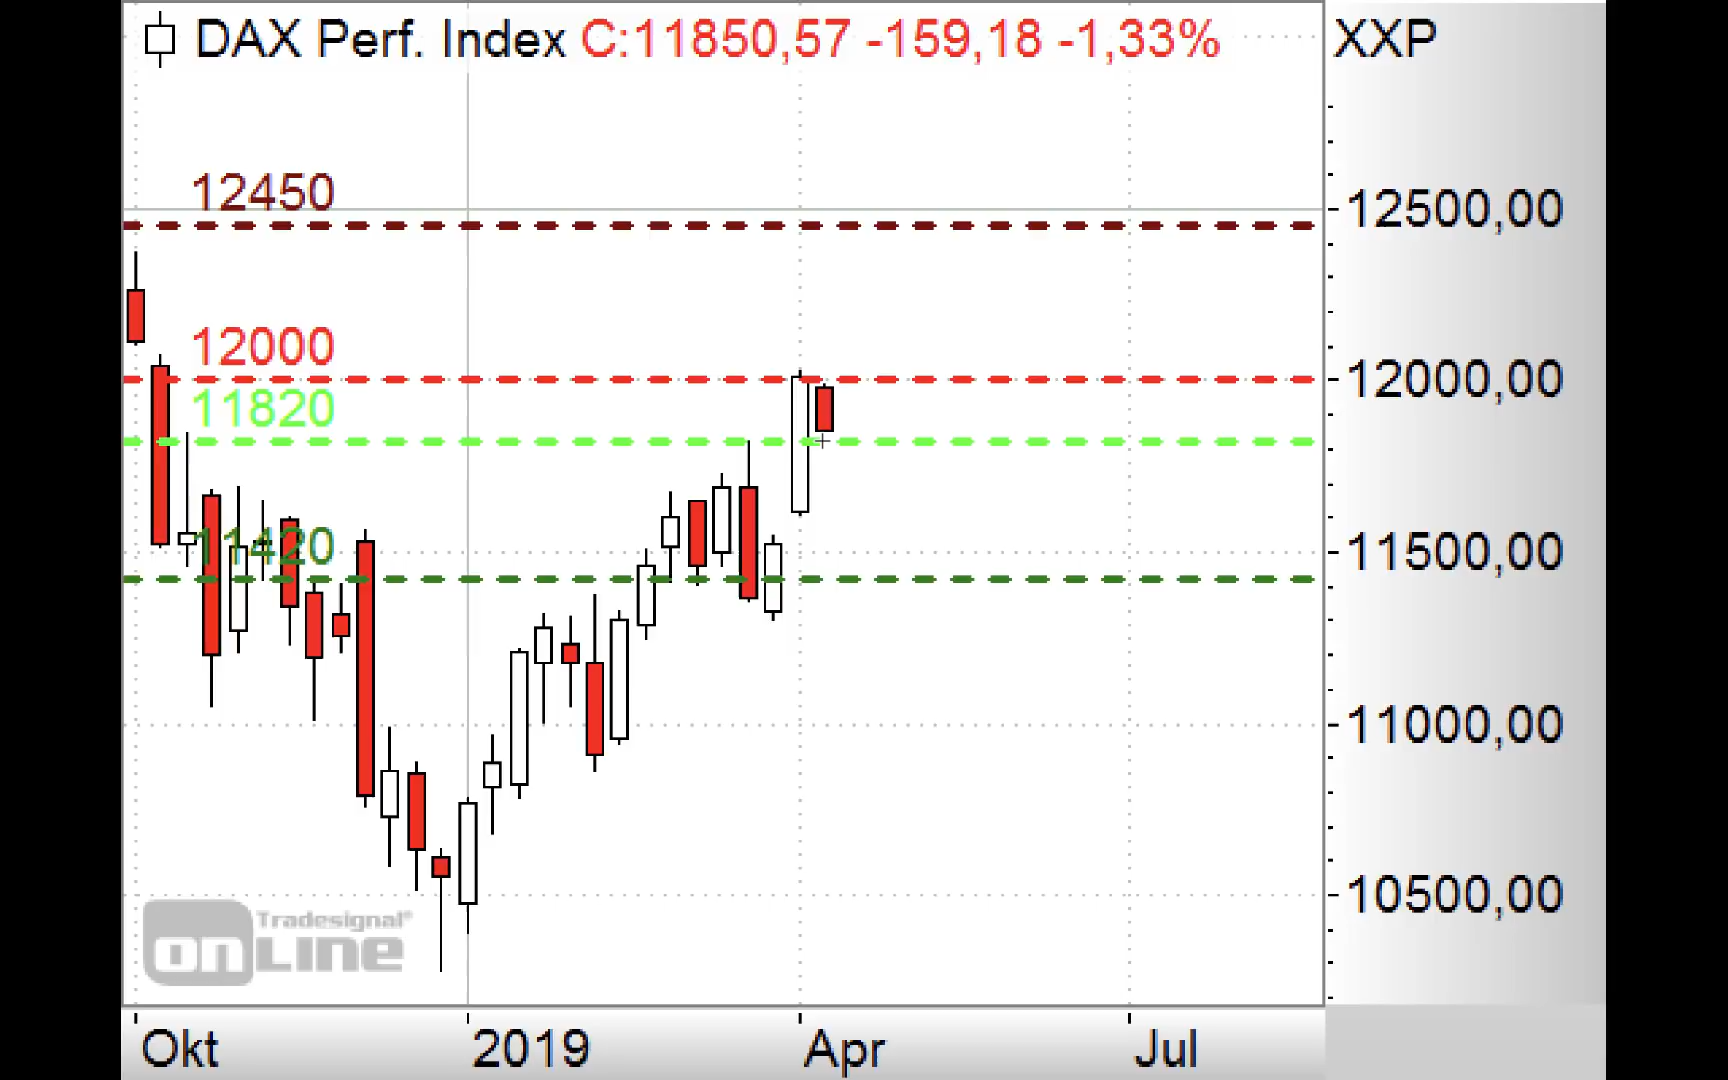 DAX Perf. Index C:11850,57 -159,18 -1,33% XXP
12450
12500,00
12000
12000,00
11820
11420
11500,00
11000,00
10500,00
Tradesignal®
onLine
Okt 2019 Apr Jul